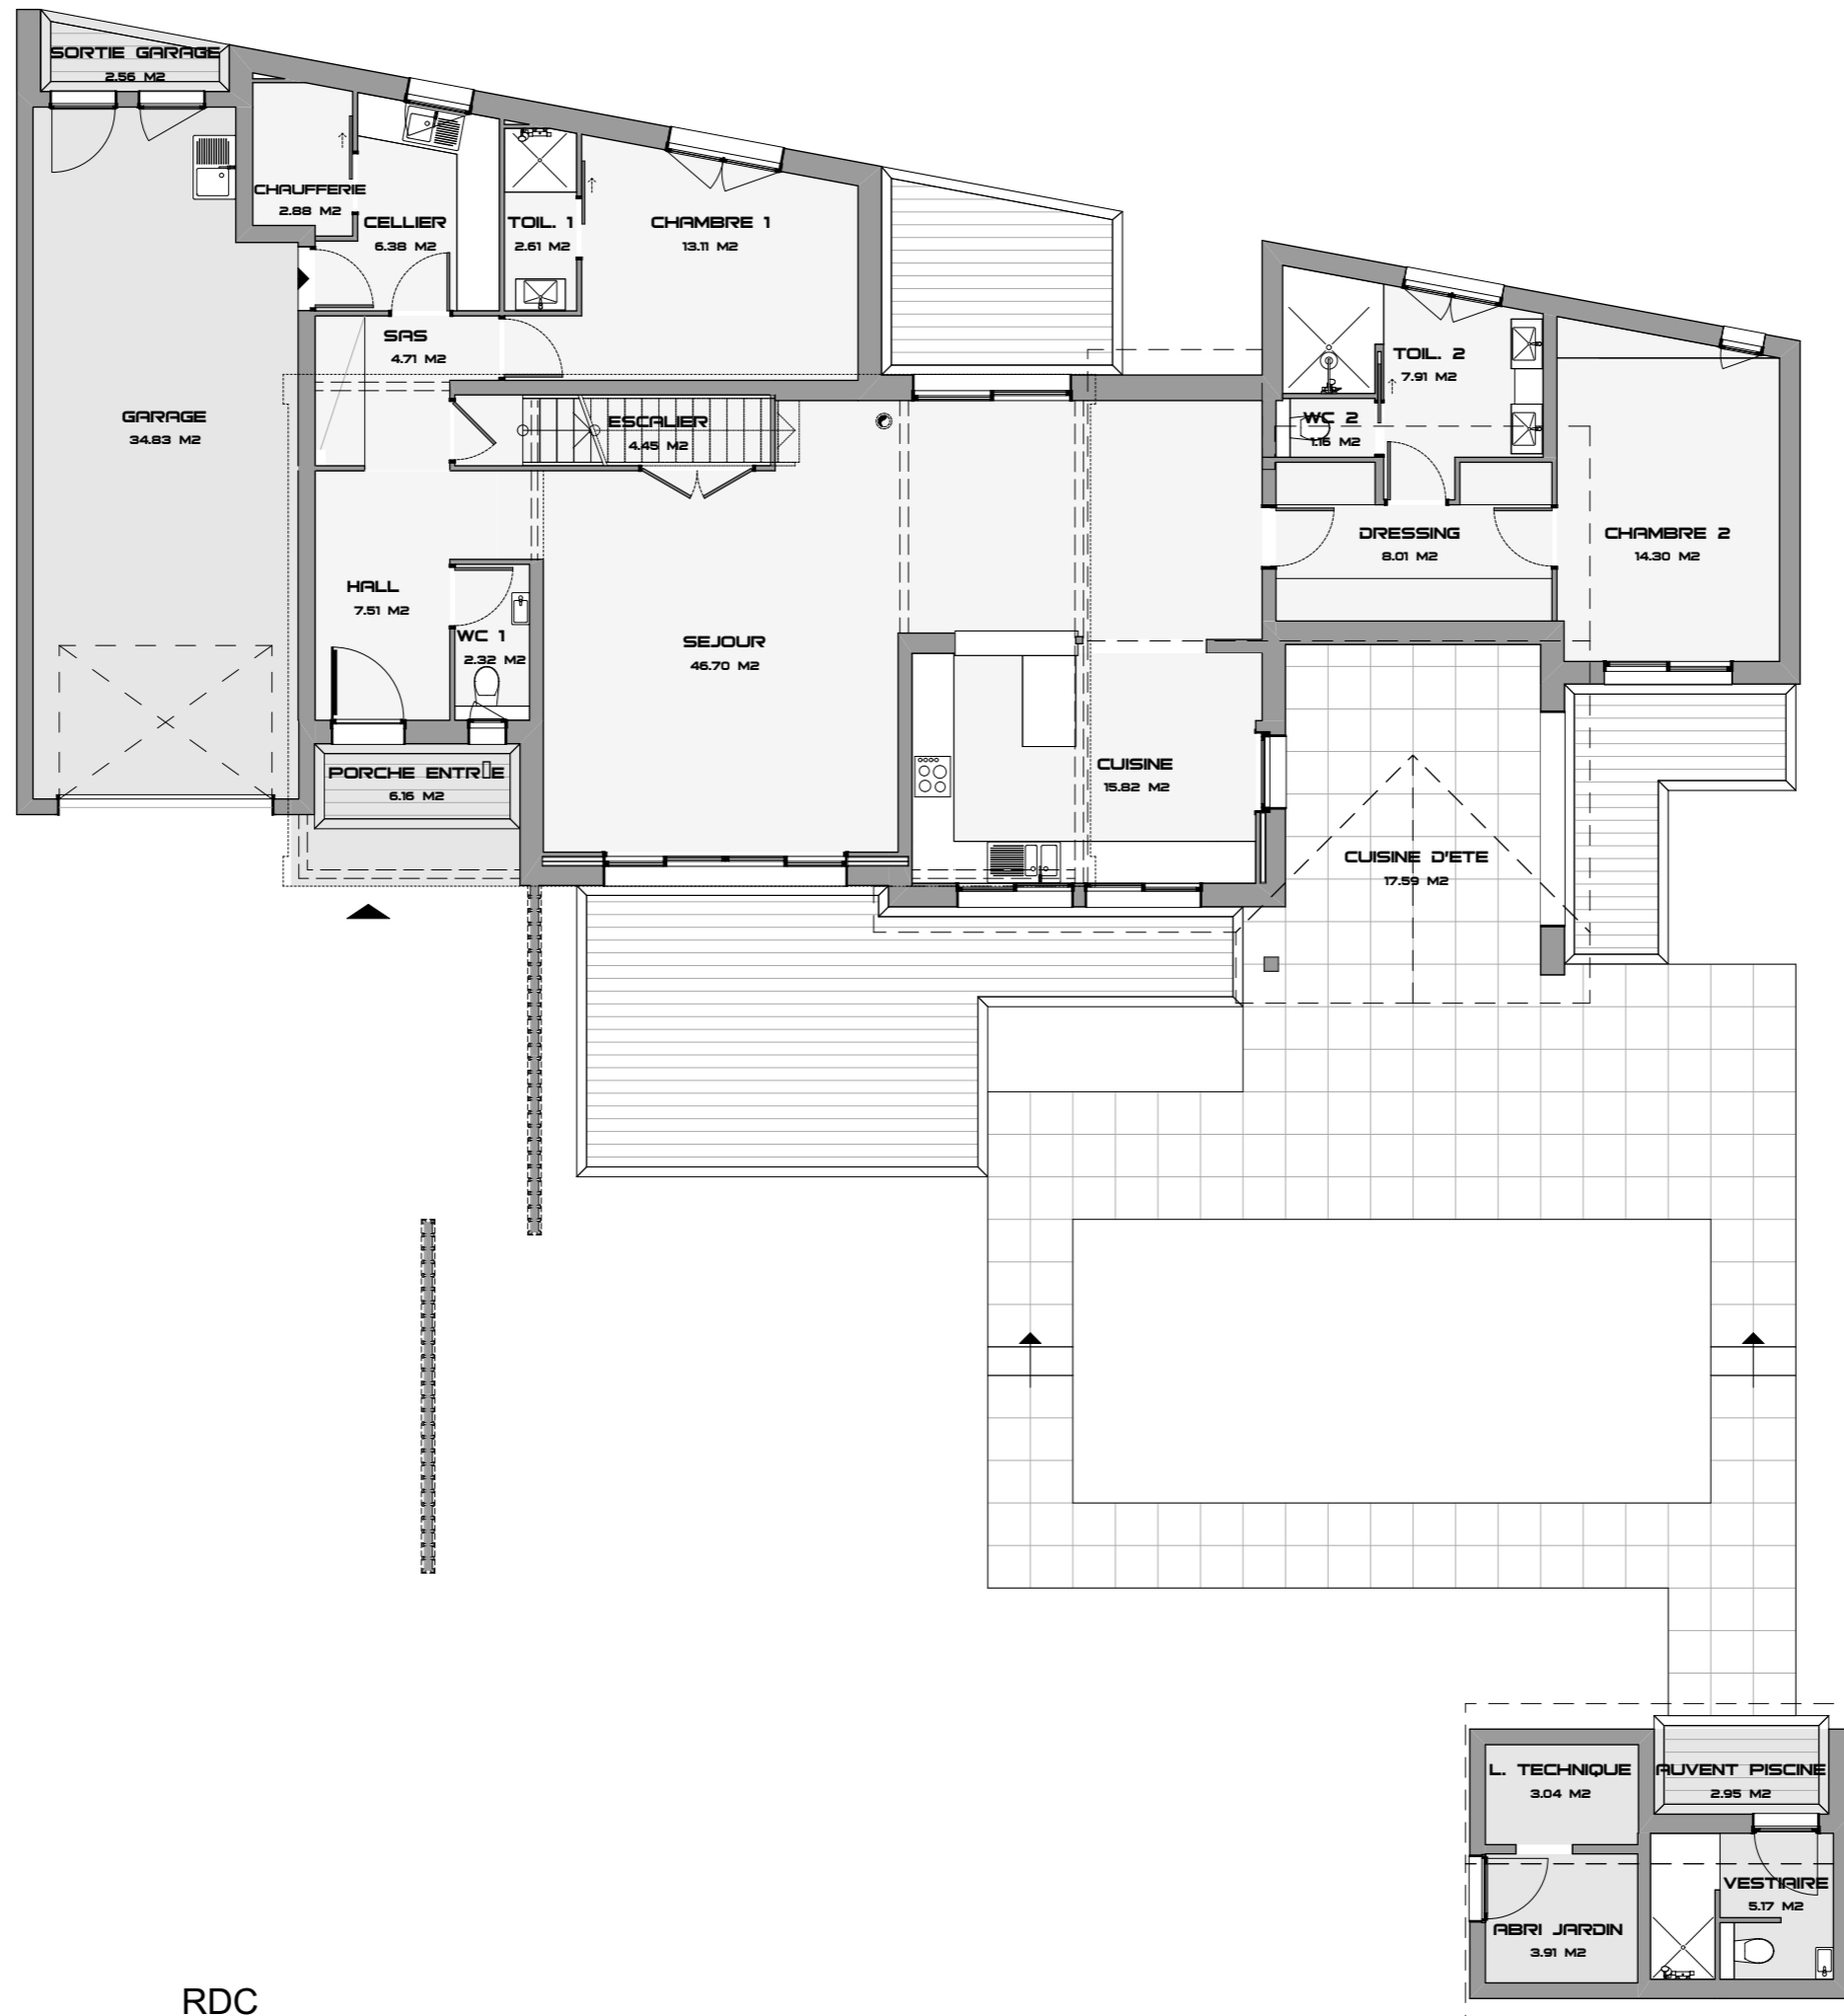 SORTIE GARAGE
2.56 M2
CHAUFFERIE
2.88 M2
CELLIER
6.38 M2
TOIL. 1
2.61 M2
CHAMBRE 1
13.11 M2
SAS
4.71 M2
TOIL. 2
7.91 M2
GARAGE
34.83 M2
ESCALIER
4.45 M2
WC 2
1.16 M2
DRESSING
8.01 M2
CHAMBRE 2
14.30 M2
HALL
7.51 M2
WC 1
2.32 M2
SEJOUR
46.70 M2
PORCHE ENTR▯E
6.16 M2
CUISINE
15.82 M2
CUISINE D'ETE
17.59 M2
L. TECHNIQUE
3.04 M2
AUVENT PISCINE
2.95 M2
VESTIAIRE
5.17 M2
ABRI JARDIN
3.91 M2
RDC